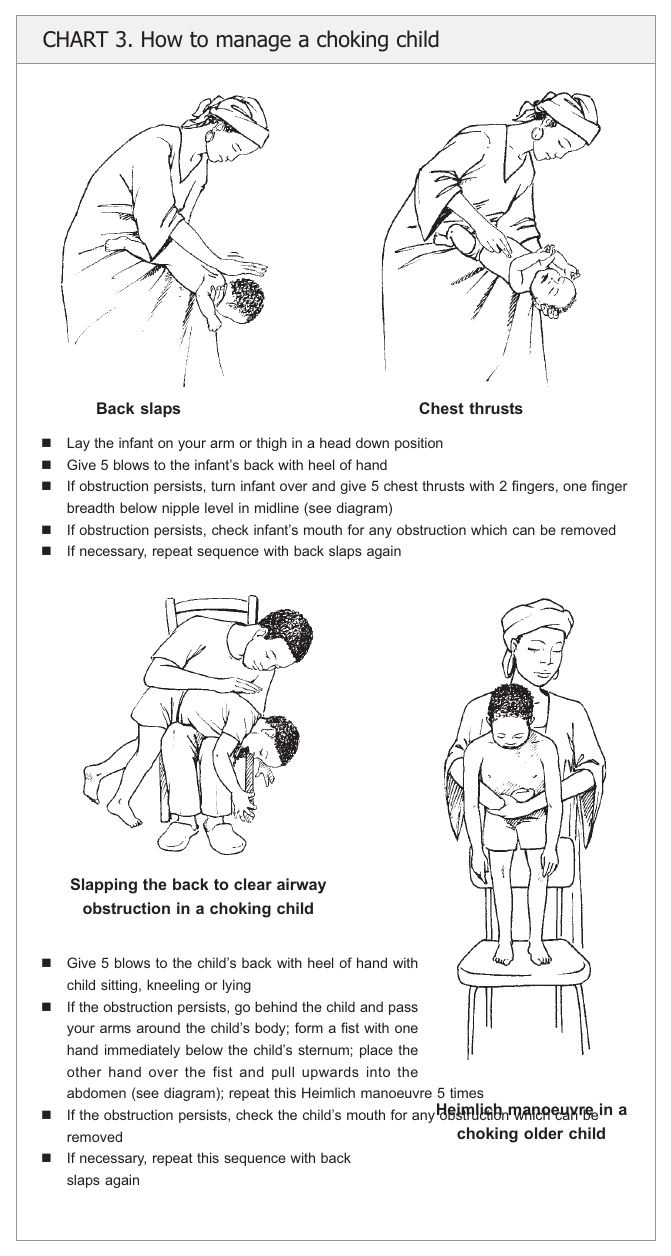 CHART 3. How to manage a choking child
Back slaps
Chest thrusts
■ Lay the infant on your arm or thigh in a head down position
■ Give 5 blows to the infant's back with heel of hand
■ If obstruction persists, turn infant over and give 5 chest thrusts with 2 fingers, one finger
breadth below nipple level in midline (see diagram)
■ If obstruction persists, check infant's mouth for any obstruction which can be removed
■ If necessary, repeat sequence with back slaps again
Slapping the back to clear airway
obstruction in a choking child
■ Give 5 blows to the child's back with heel of hand with
child sitting, kneeling or lying
■ If the obstruction persists, go behind the child and pass
your arms around the child's body; form a fist with one
hand immediately below the child's sternum; place the
other hand over the fist and pull upwards into the
abdomen (see diagram); repeat this Heimlich manoeuvre 5 times
■ If the obstruction persists, check the child's mouth for any obstruction which can be
removed
■ If necessary, repeat this sequence with back
slaps again
Heimlich manoeuvre in a
choking older child